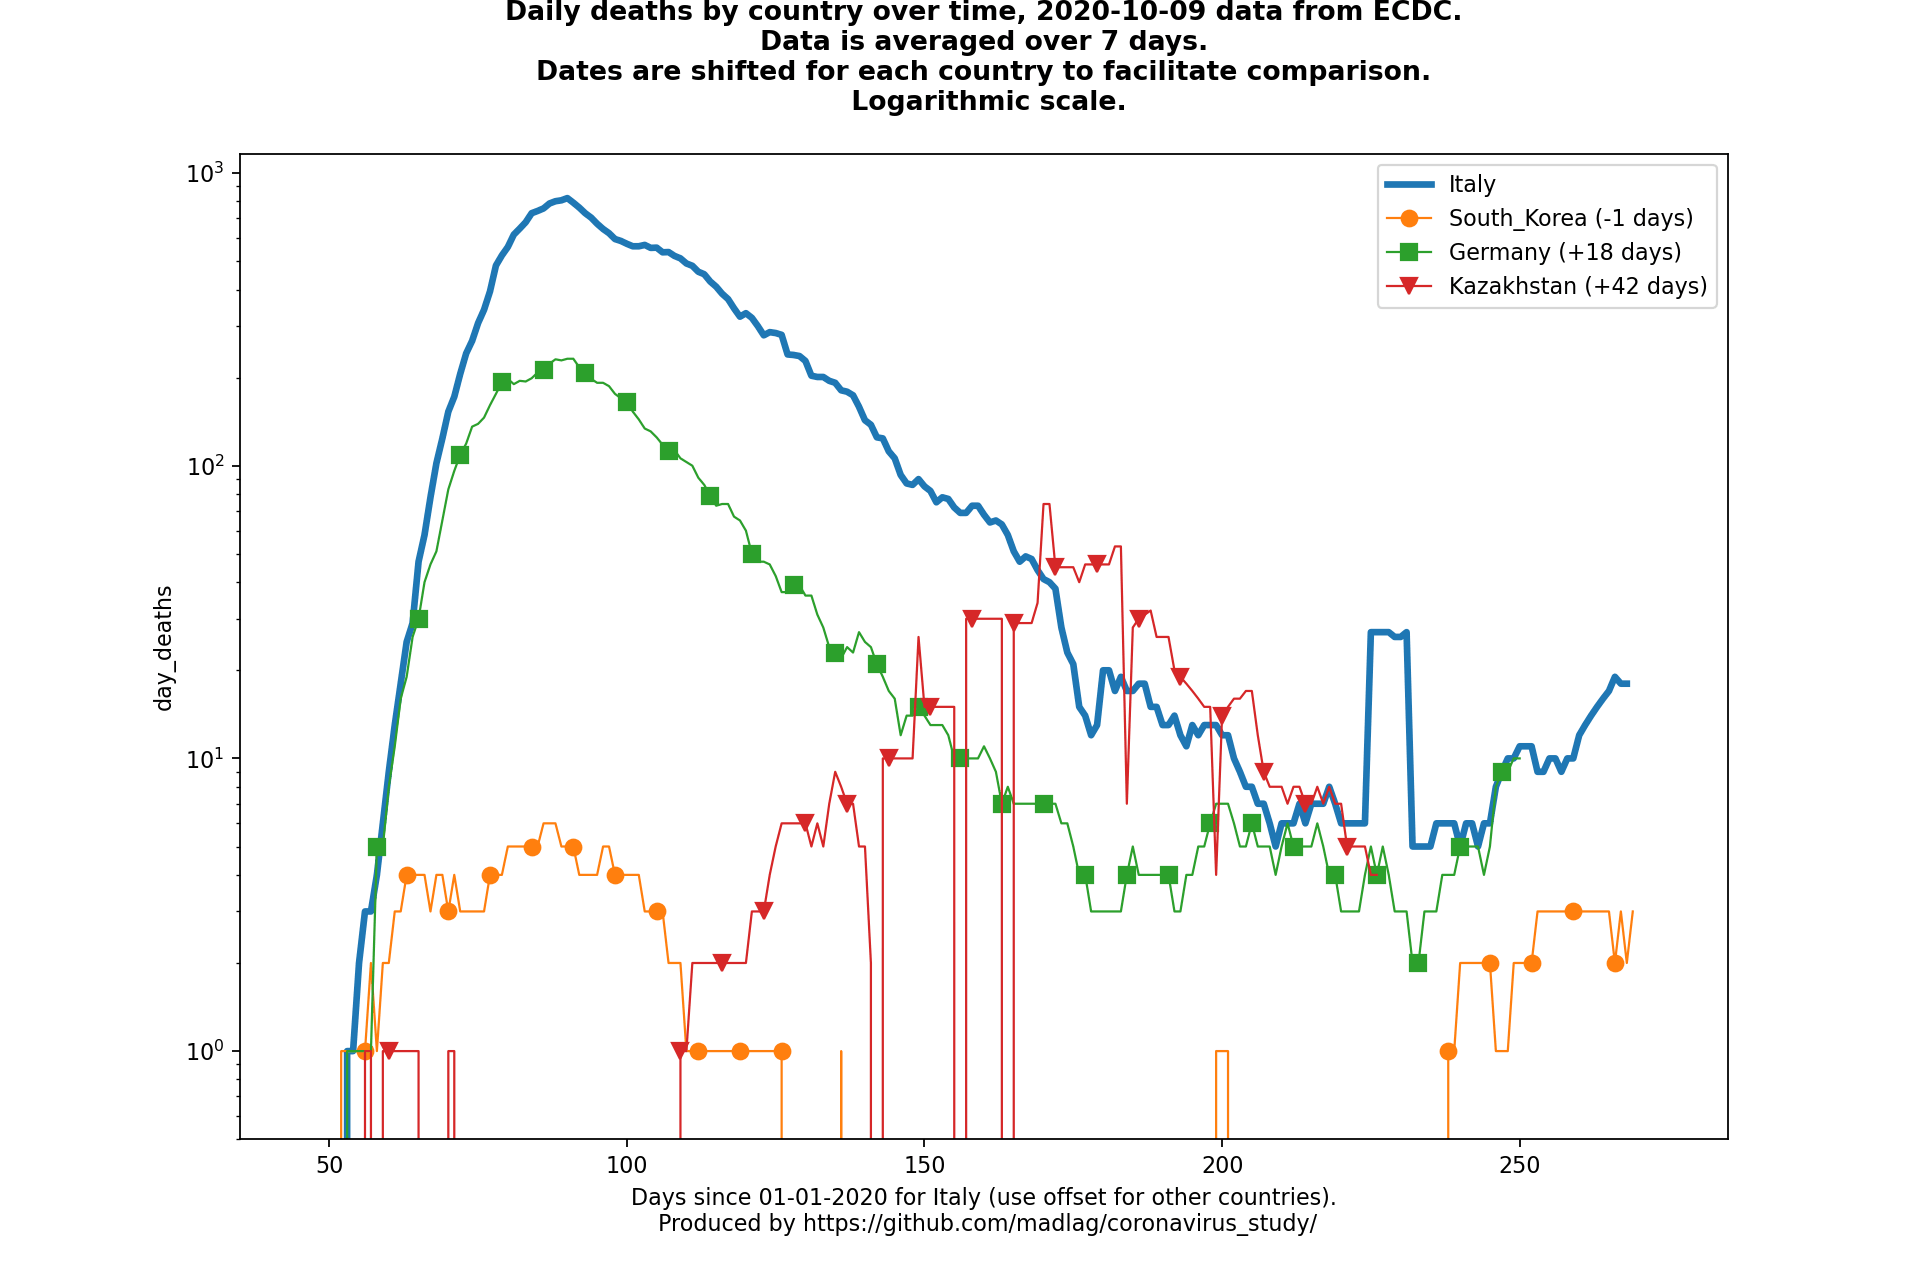 Daily deaths by country over time, 2020-10-09 data from ECDC.
Data is averaged over 7 days.
Dates are shifted for each country to facilitate comparison.
Logarithmic scale.
Italy
South_Korea (-1 days)
Germany (+18 days)
Kazakhstan (+42 days)
day_deaths
10³
10²
10¹
10⁰
50 100 150 200 250
Days since 01-01-2020 for Italy (use offset for other countries).
Produced by https://github.com/madlag/coronavirus_study/